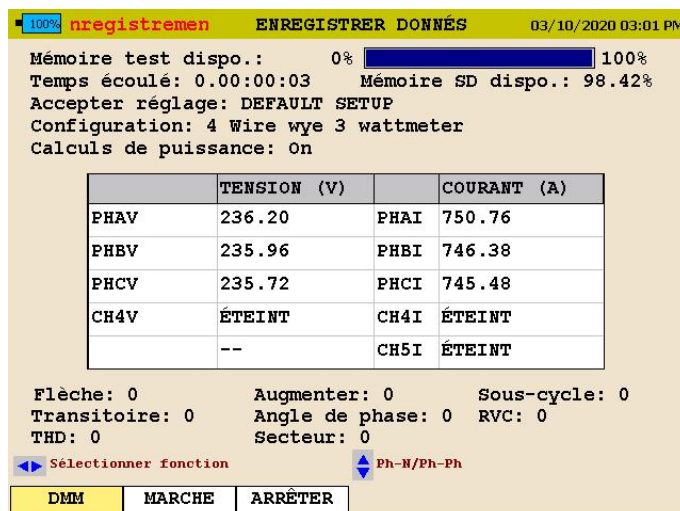 100% nregistremen ENREGISTRER DONNÉS 03/10/2020 03:01 PM
Mémoire test dispo.: 0% 100%
Temps écoulé: 0.00:00:03 Mémoire SD dispo.: 98.42%
Accepter réglage: DEFAULT SETUP
Configuration: 4 Wire wye 3 wattmeter
Calculs de puissance: On
TENSION (V) COURANT (A)
PHAV 236.20 PHAI 750.76
PHBV 235.96 PHBI 746.38
PHCV 235.72 PHCI 745.48
CH4V ÉTEINT CH4I ÉTEINT
-- CH5I ÉTEINT
Flèche: 0 Augmenter: 0 Sous-cycle: 0
Transitoire: 0 Angle de phase: 0 RVC: 0
THD: 0 Secteur: 0
Sélectionner fonction Ph-N/Ph-Ph
DMM MARCHE ARRÊTER